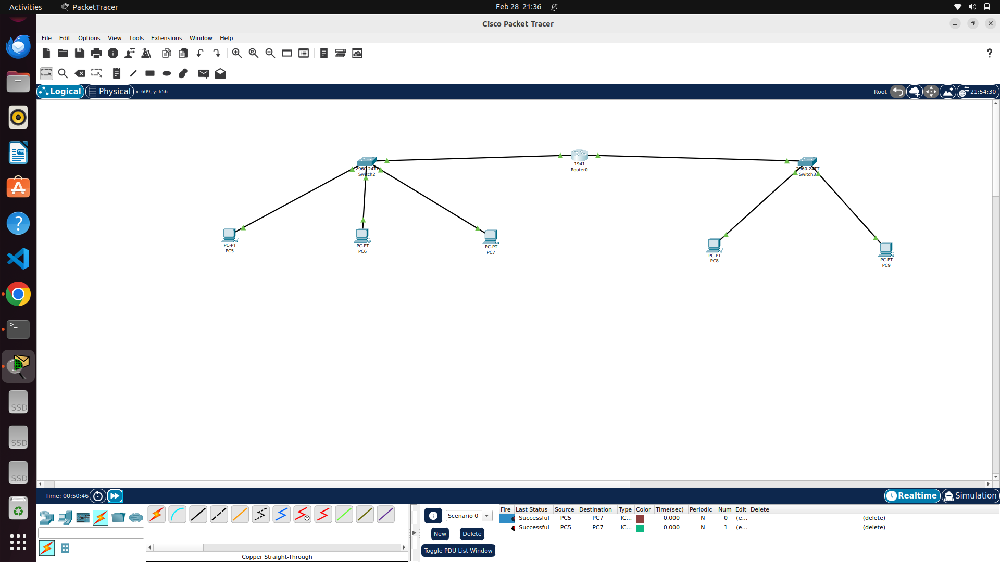 Activities PacketTracer Feb 28 21:36
Cisco Packet Tracer
File Edit Options View Tools Extensions Window Help
?
Logical Physical x: 609, y: 656 Root 21:54:30
1941
Router0
2960-24TT
Switch2
2960-24TT
Switch3
PC-PT
PC5
PC-PT
PC6
PC-PT
PC7
PC-PT
PC8
PC-PT
PC9
>_
SSD
SSD
SSD
Time: 00:50:46 Realtime Simulation
Scenario 0
New Delete
Toggle PDU List Window
Copper Straight-Through
Fire Last Status Source Destination Type Color Time(sec) Periodic Num Edit Delete
Successful PC5 PC7 IC... 0.000 N 0 (e... (delete)
Successful PC5 PC7 IC... 0.000 N 1 (e... (delete)